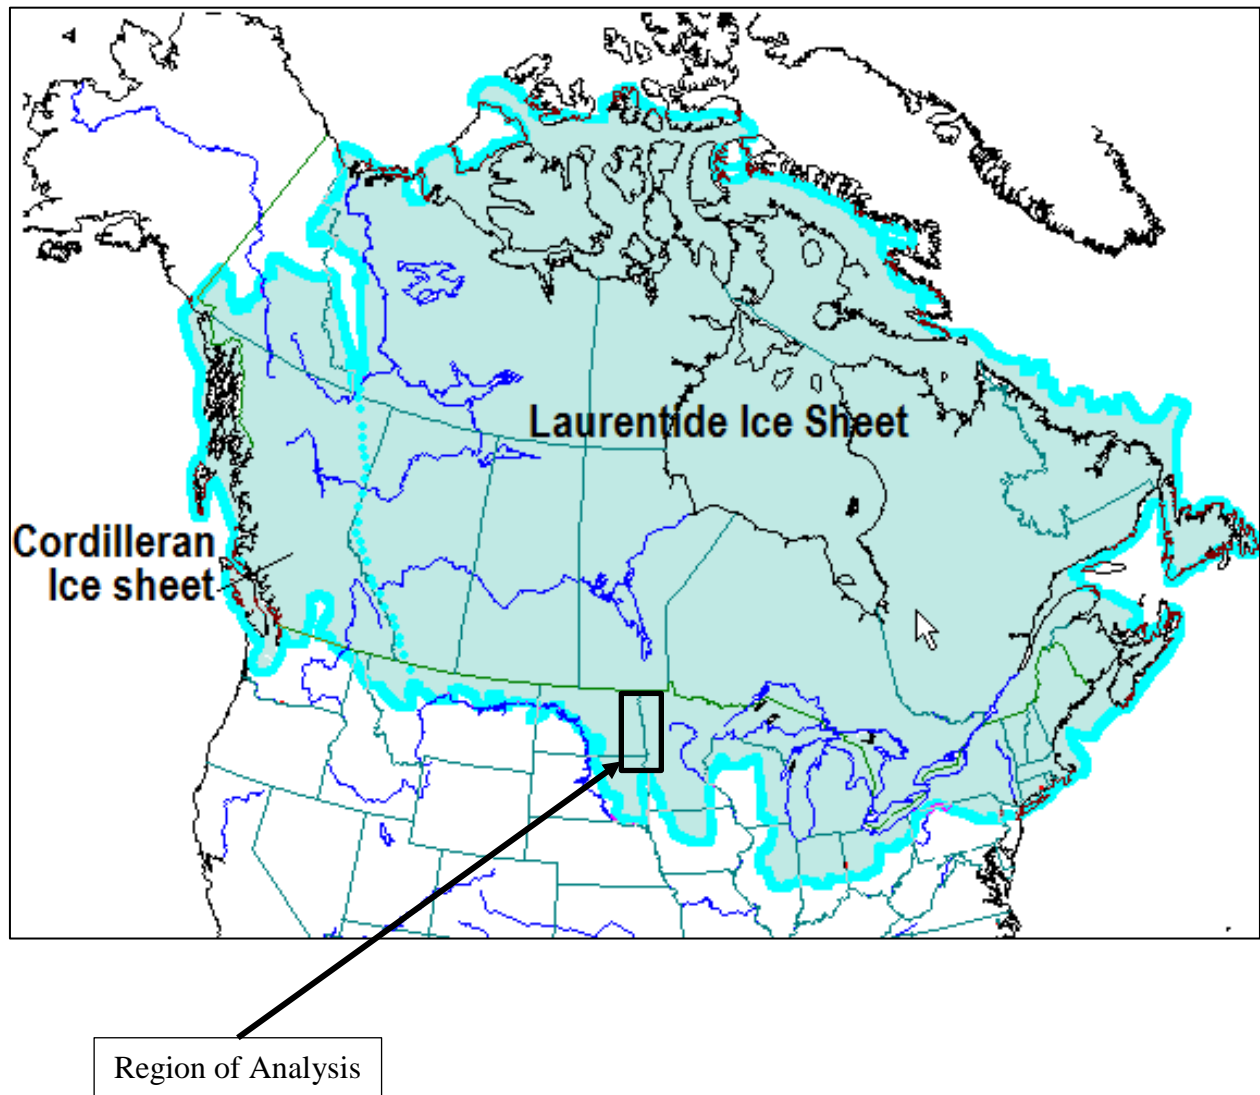 Laurentide Ice Sheet
Cordilleran
Ice sheet
Region of Analysis